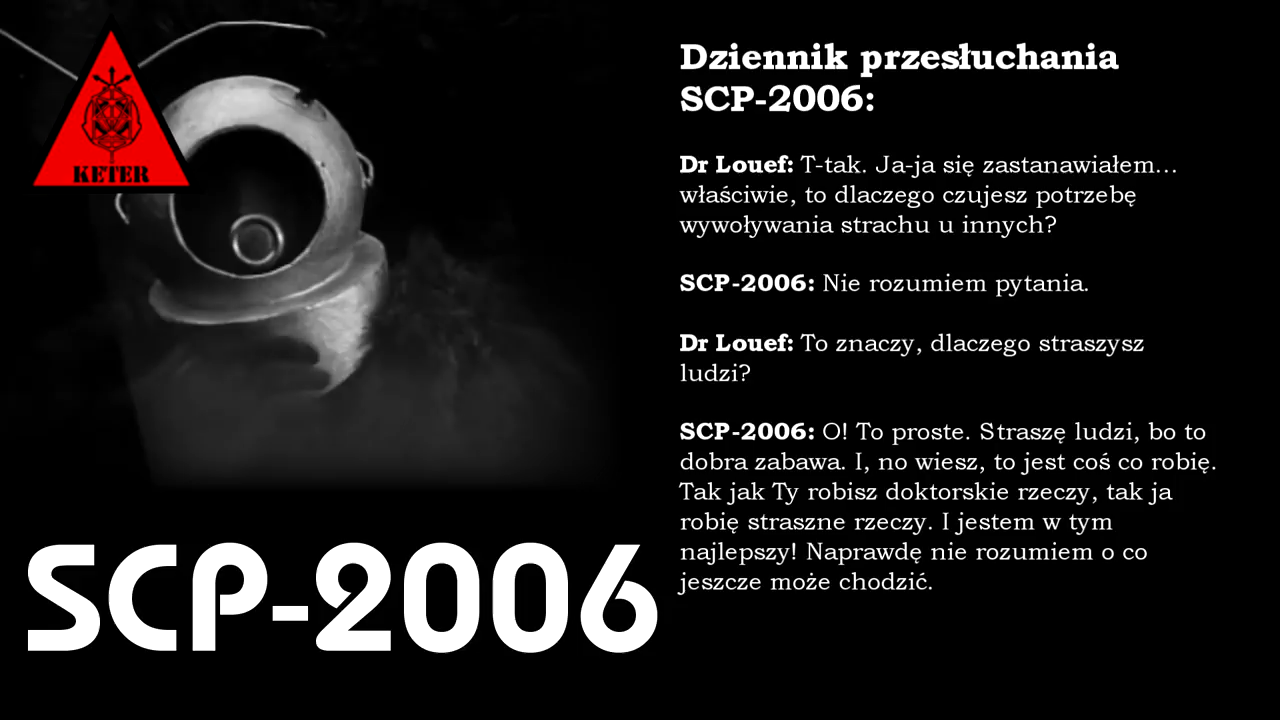 KETER
SCP-2006
Dziennik przesłuchania
SCP-2006:
Dr Louef: T-tak. Ja-ja się zastanawiałem...
właściwie, to dlaczego czujesz potrzebę
wywoływania strachu u innych?
SCP-2006: Nie rozumiem pytania.
Dr Louef: To znaczy, dlaczego straszysz
ludzi?
SCP-2006: O! To proste. Straszę ludzi, bo to
dobra zabawa. I, no wiesz, to jest coś co robię.
Tak jak Ty robisz doktorskie rzeczy, tak ja
robię straszne rzeczy. I jestem w tym
najlepszy! Naprawdę nie rozumiem o co
jeszcze może chodzić.